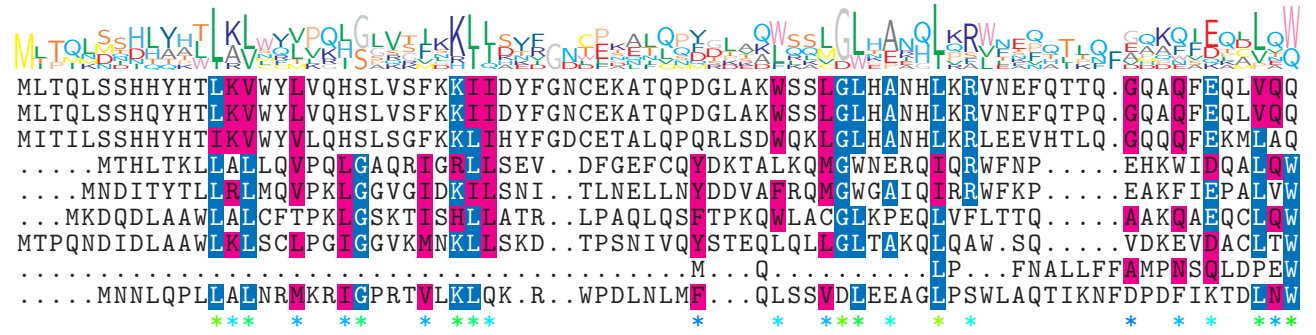 MLTQLSSHHYHTLKVWYLVQHSLVSFKKIIDYFGNCEKATQPDGLAKWSSLGLHANHLKRVNEFQTTQ.GQAQFEQLVQQ
MLTQLSSHQYHTLKVWYLVQHSLVSFKKIIDYFGNCEKATQPDGLAKWSSLGLHANHLKRVNEFQTPQ.GQAQFEQLVQQ
MITILSSHHYHTIKVWYVLQHSLSGFKKLIHYFGDCETALQPQRLSDWQKLGLHANHLKRLEEVHTLQ.GQQQFEKMLAQ
.....MTHLTKLLALLQVPQLGAQRIGRLLSEV..DFGEFCQYDKTALKQMGWNERQIQRWFNP.....EHKWIDQALQW
....MNDITYTLLRLMQVPKLGGVGIDKILSNI..TLNELLNYDDVAFRQMGWGAIQIRRWFKP.....EAKFIEPALVW
...MKDQDLAAWLALCFTPKLGSKTISHLLATR..LPAQLQSFTPKQWLACGLKPEQLVFLTTQ.....AAKQAEQCLQW
MTPQNDIDLAAWLKLSCLPGIGGVKMNKLLSKD..TPSNIVQYSTEQLQLLGLTAKQLQAW.SQ.....VDKEVDACLTW
..........................................M...Q..........LP...FNALLFFAMPNSQLDPEW
.....MNNLQPLLALNRMKRIGPRTVLKLQK.R..WPDLNLMF...QLSSVDLEEAGLPSWLAQTIKNFDPDFIKTDLNW